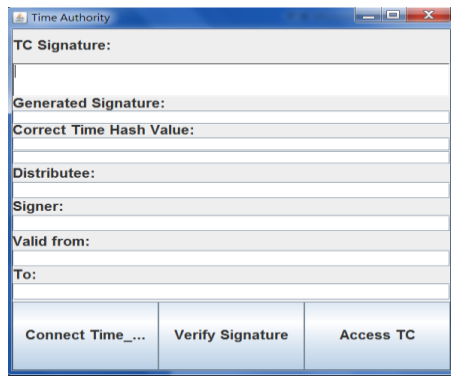 Time Authority
TC Signature:
Generated Signature:
Correct Time Hash Value:
Distributee:
Signer:
Valid from:
To:
Connect Time_... Verify Signature Access TC